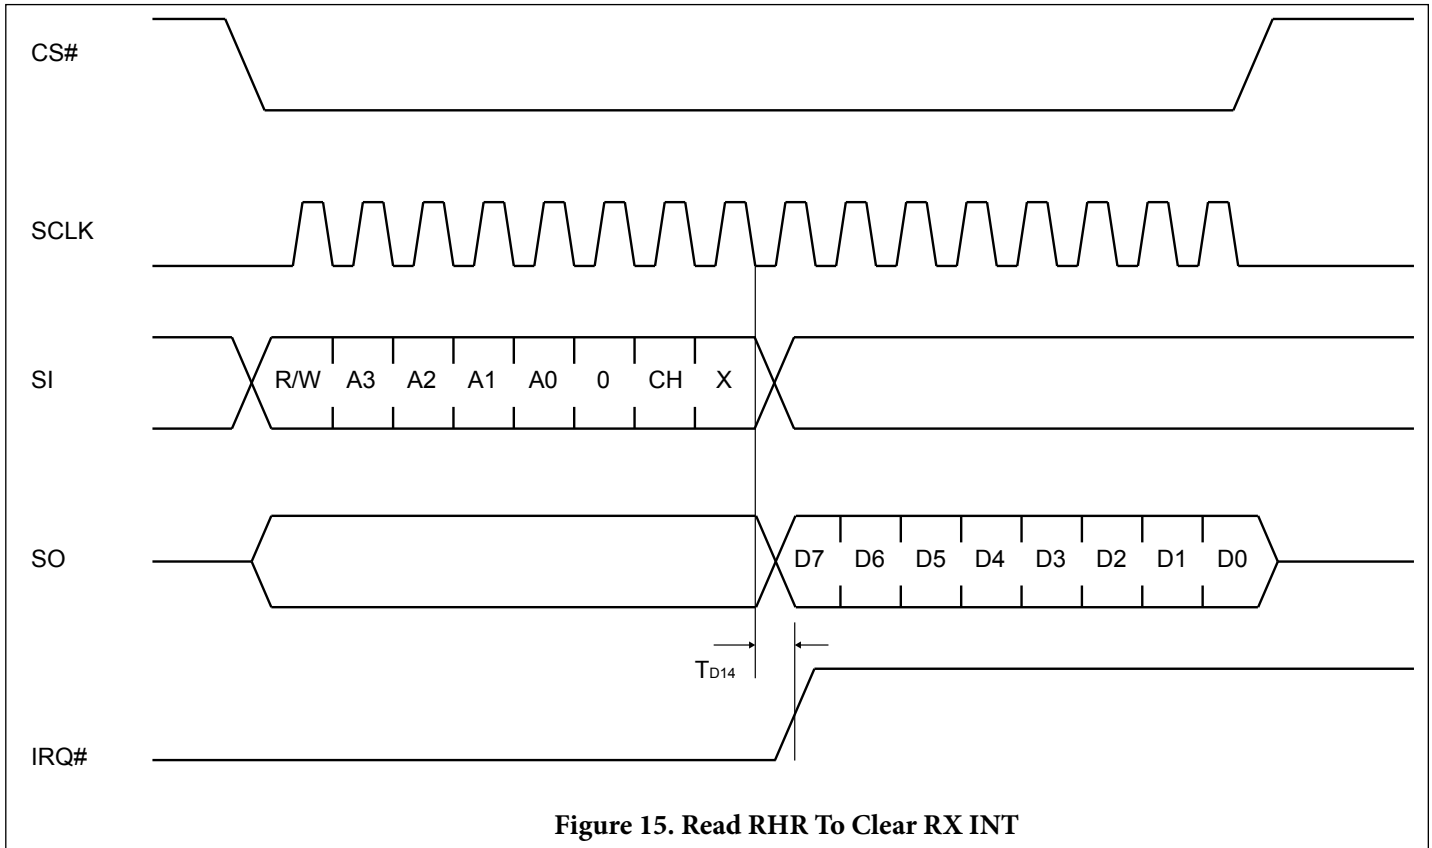 CS#
SCLK
SI R/W A3 A2 A1 A0 0 CH X
SO D7 D6 D5 D4 D3 D2 D1 D0
TD14
IRQ#
Figure 15. Read RHR To Clear RX INT